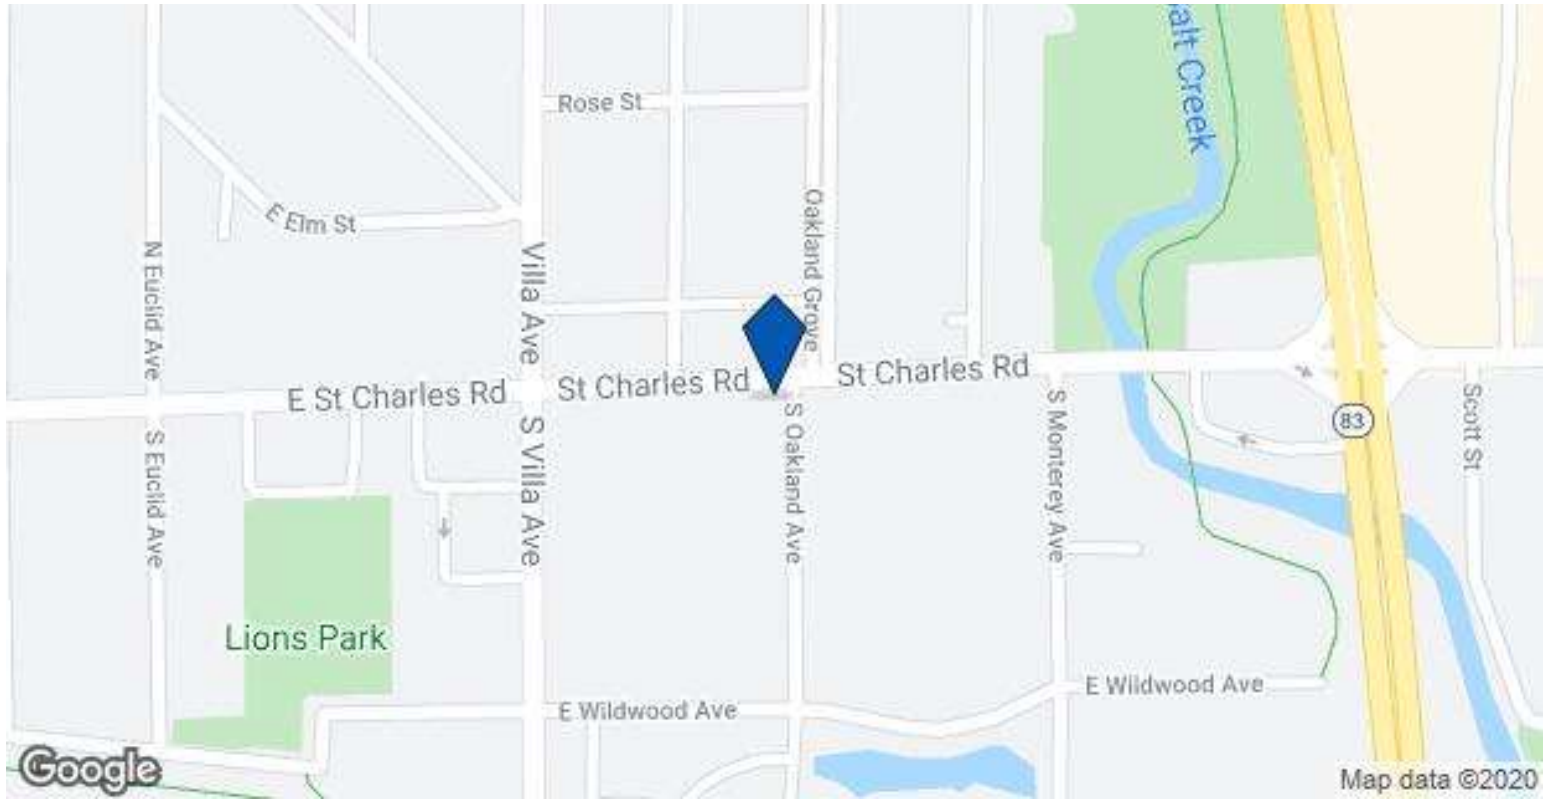 alt Creek
Rose St
E Elm St
Oakland Grove
N Euclid Ave
Villa Ave
E St Charles Rd
St Charles Rd
St Charles Rd
S Euclid Ave
S Villa Ave
S Oakland Ave
S Monterey Ave
83
Scott St
Lions Park
E Wildwood Ave
E Wildwood Ave
Google
Map data ©2020